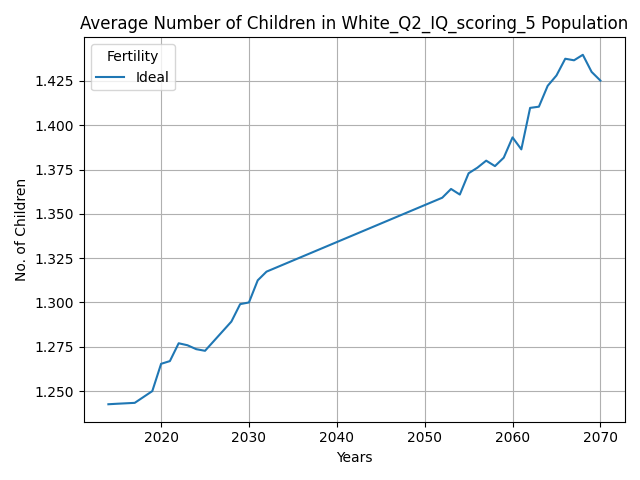 Average Number of Children in White_Q2_IQ_scoring_5 Population
Fertility
Ideal
1.425
1.400
1.375
1.350
1.325
1.300
1.275
1.250
No. of Children
2020 2030 2040 2050 2060 2070
Years